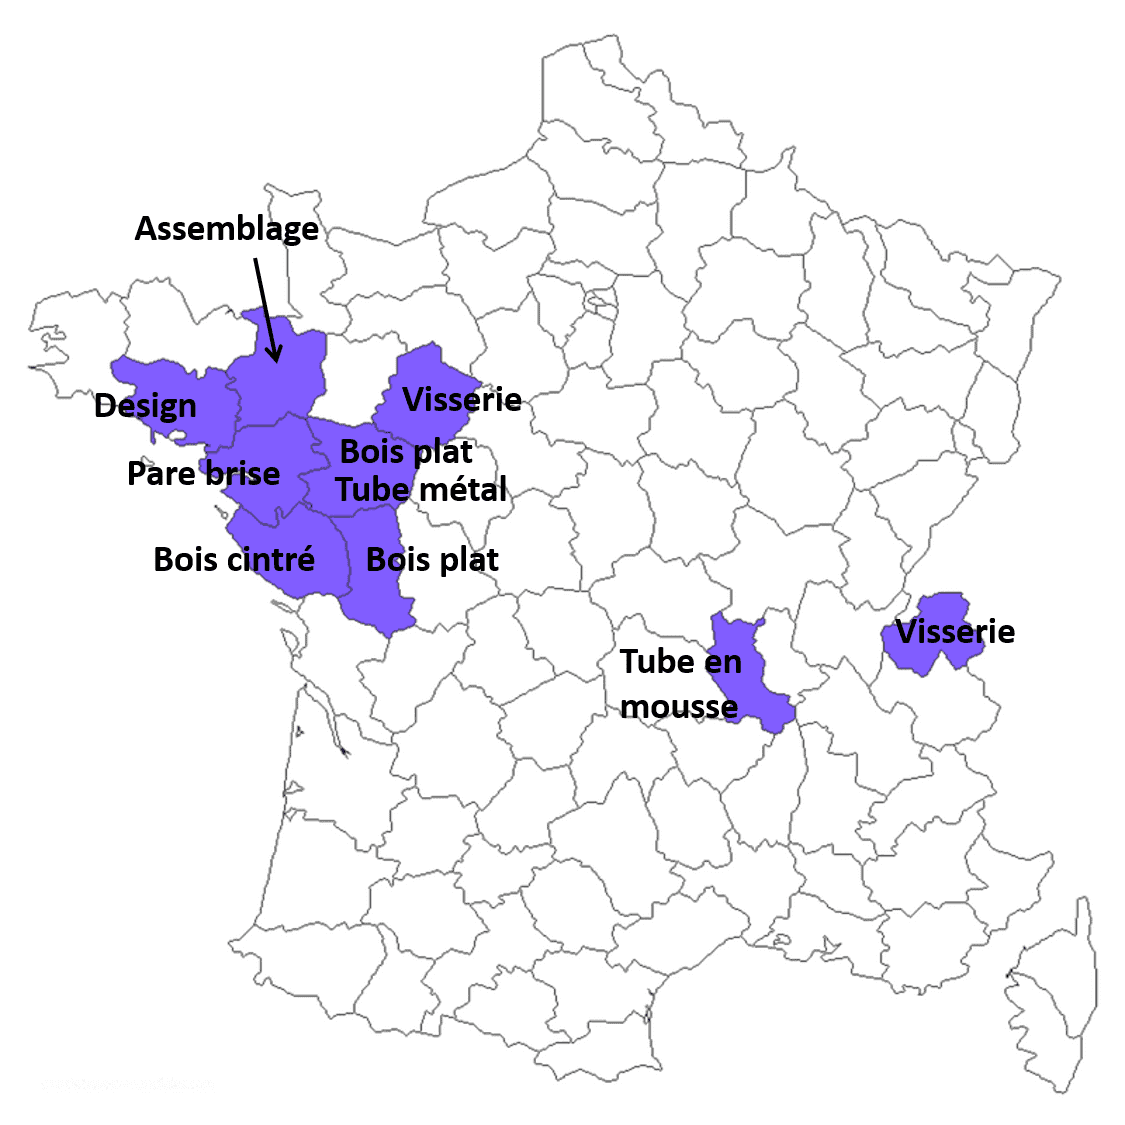 Assemblage
Design
Visserie
Pare brise
Bois plat
Tube métal
Bois cintré
Bois plat
Visserie
Tube en
mousse